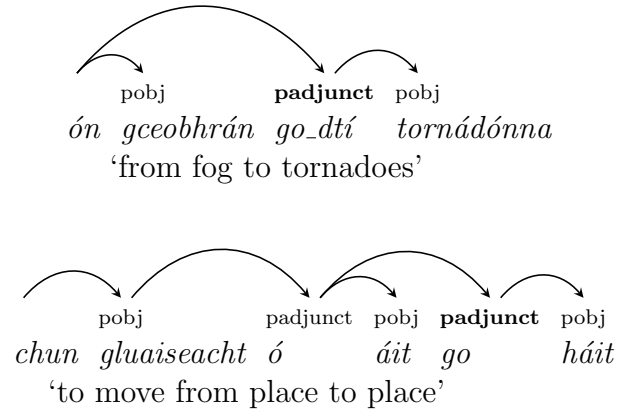 pobj padjunct pobj
ón gceobhrán go_dtí tornádónna
‘from fog to tornadoes’
pobj padjunct pobj padjunct pobj
chun gluaiseacht ó áit go háit
‘to move from place to place’